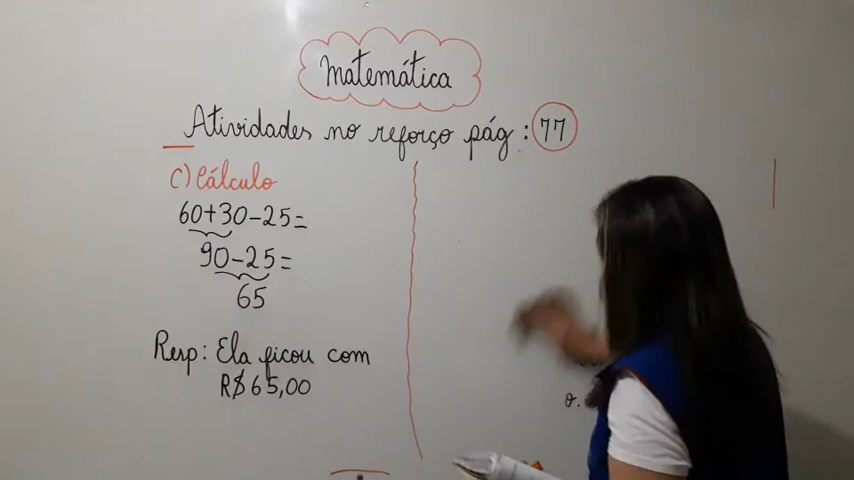 Matemática
Atividades no reforço pág: 77
c) Cálculo
60+30-25=
90-25=
65
Resp: Ela ficou com
R$65,00